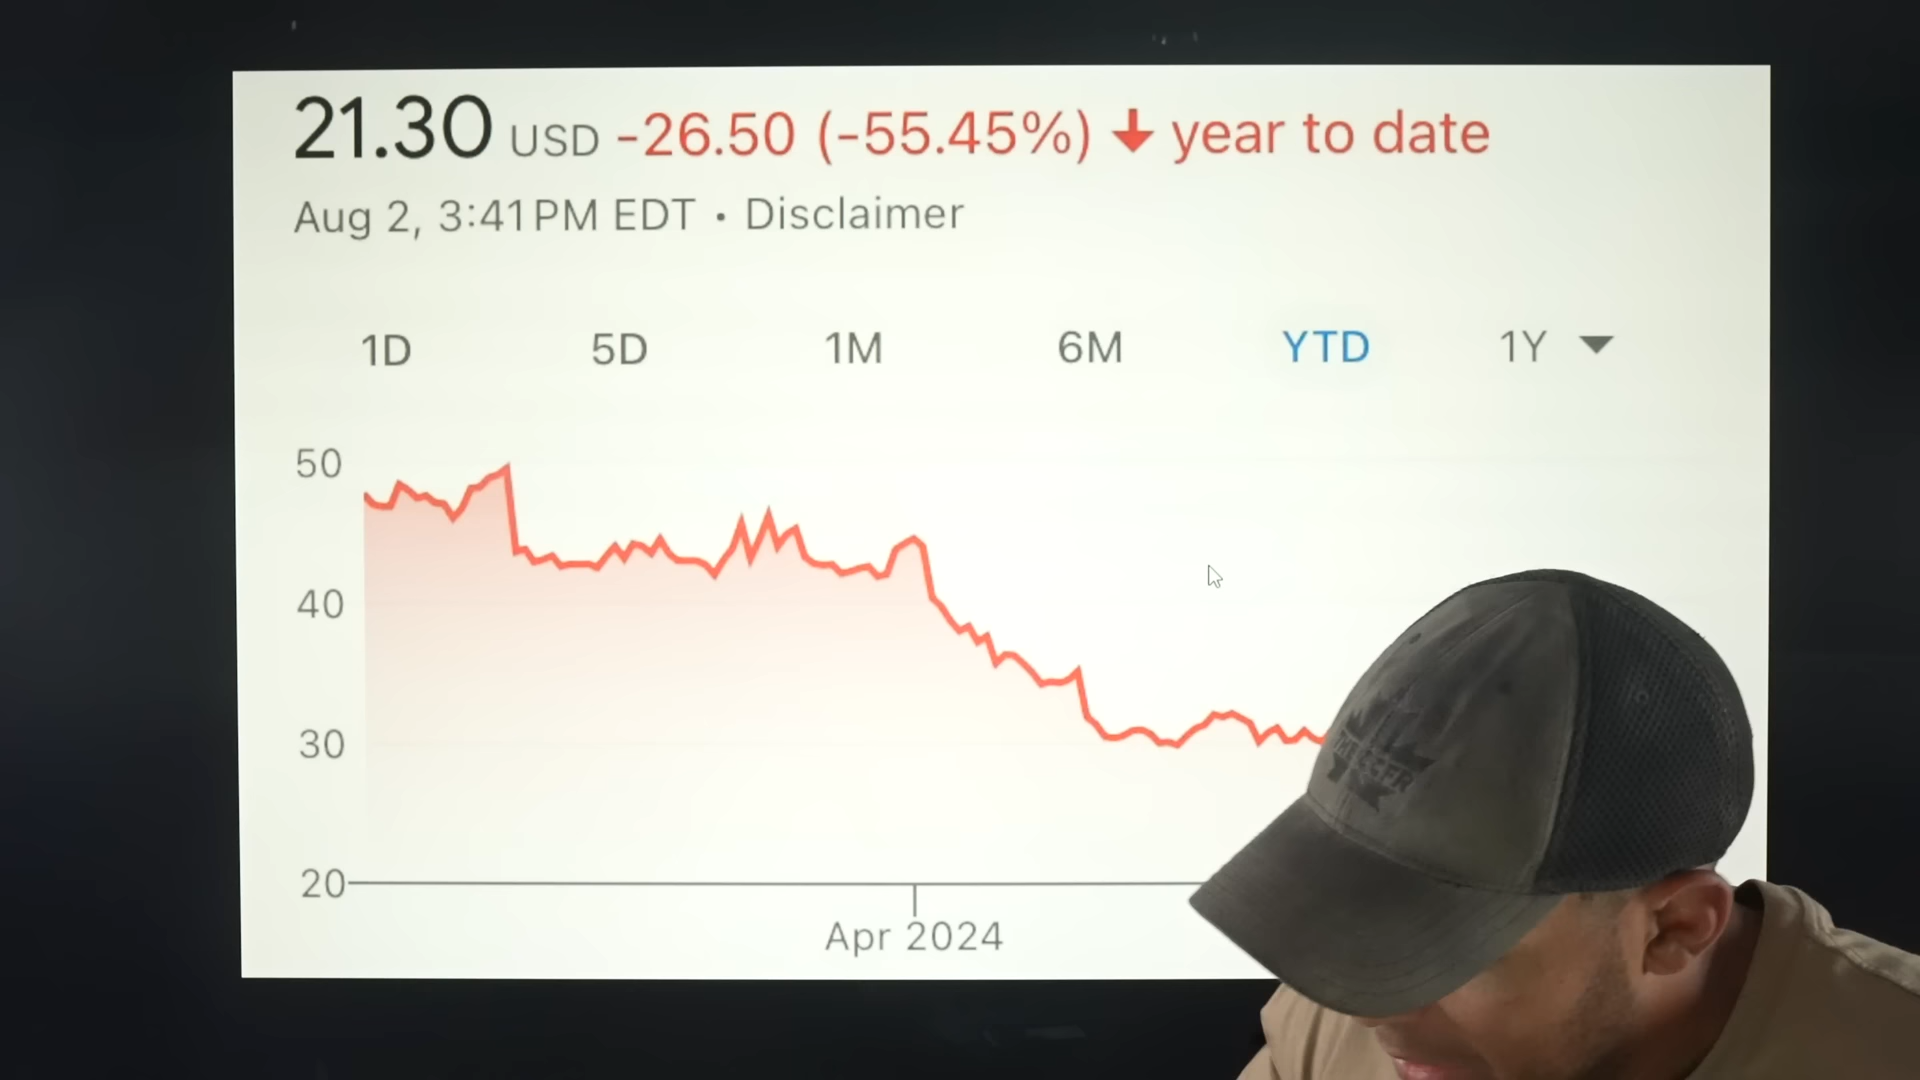 21.30 USD -26.50 (-55.45%) ↓ year to date
Aug 2, 3:41 PM EDT • Disclaimer
1D 5D 1M 6M YTD 1Y
50
40
30
20
Apr 2024